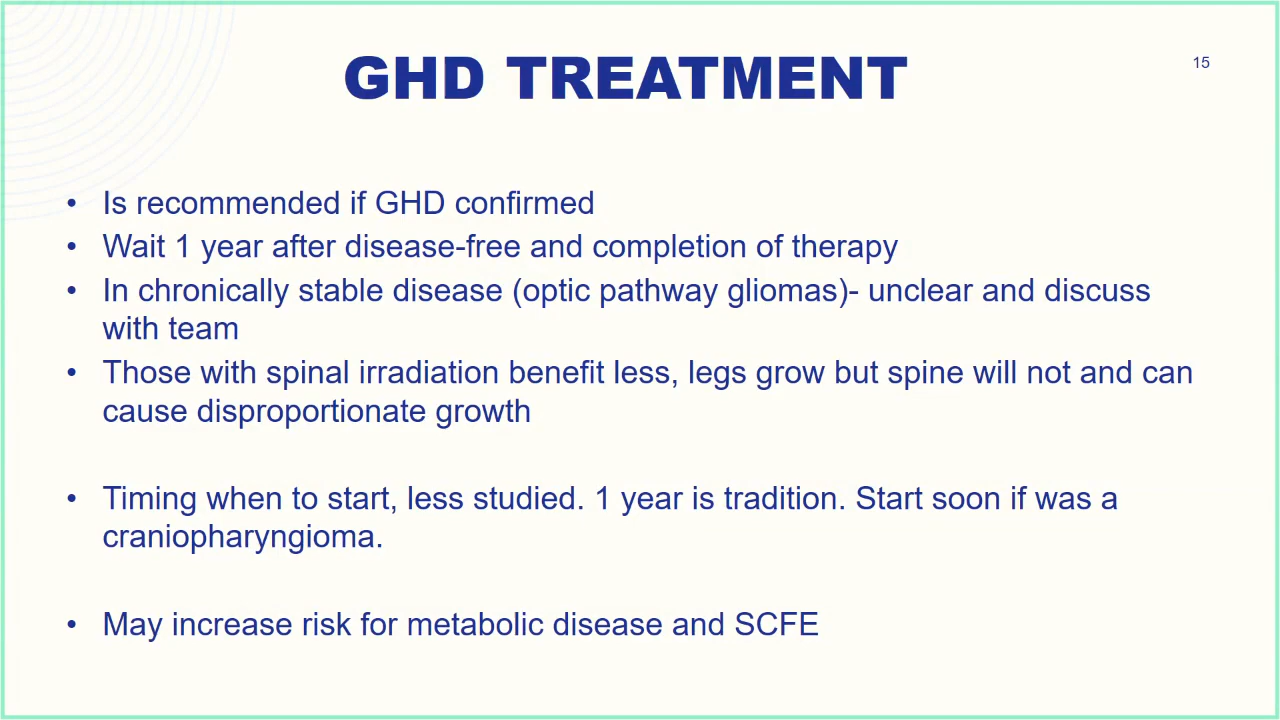 GHD TREATMENT
15
• Is recommended if GHD confirmed
• Wait 1 year after disease-free and completion of therapy
• In chronically stable disease (optic pathway gliomas)- unclear and discuss
with team
• Those with spinal irradiation benefit less, legs grow but spine will not and can
cause disproportionate growth
• Timing when to start, less studied. 1 year is tradition. Start soon if was a
craniopharyngioma.
• May increase risk for metabolic disease and SCFE